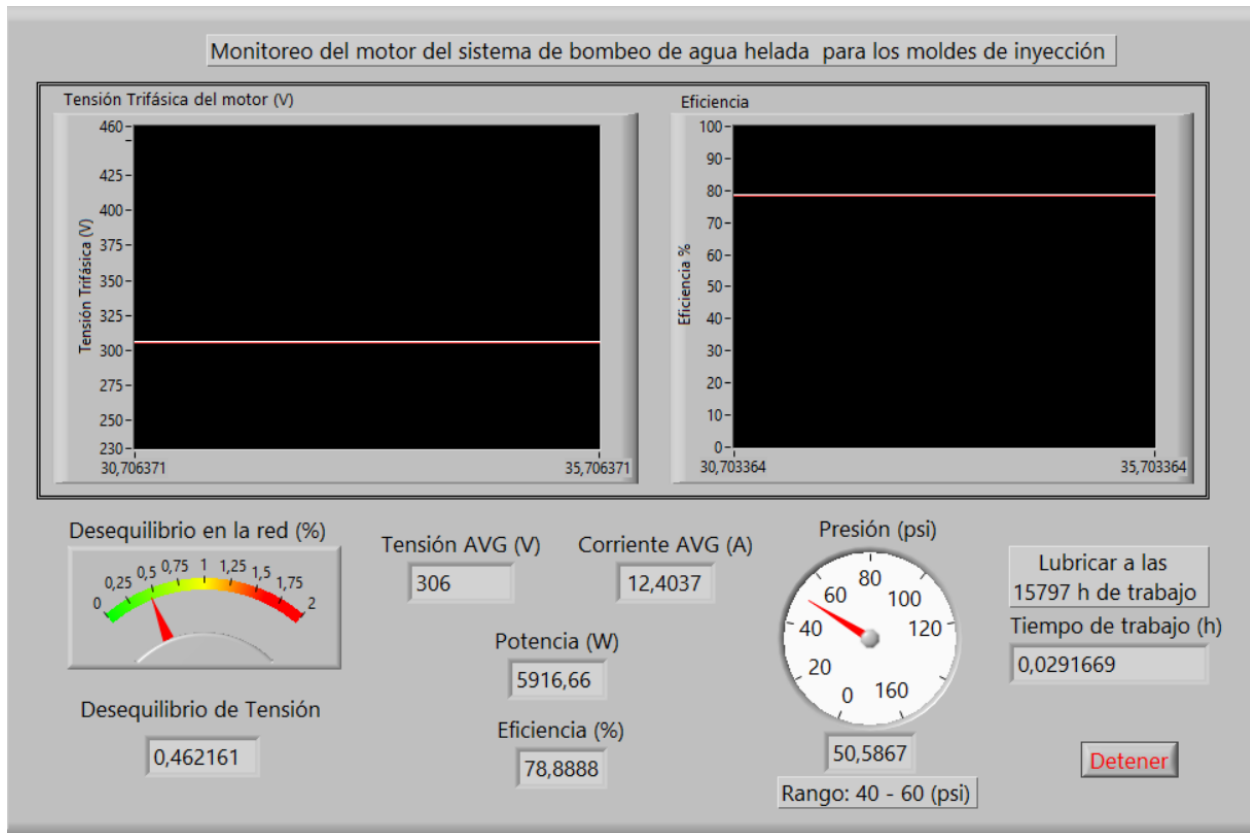 Monitoreo del motor del sistema de bombeo de agua helada  para los moldes de inyección
Tensión Trifásica del motor (V)
460
425
400
375
350
325
300
275
250
230
Tensión Trifásica (V)
30,706371
35,706371
Eficiencia
100
90
80
70
60
50
40
30
20
10
0
Eficiencia %
30,703364
35,703364
Desequilibrio en la red (%)
0
0,25
0,5
0,75
1
1,25
1,5
1,75
2
Desequilibrio de Tensión
0,462161
Tensión AVG (V)
306
Corriente AVG (A)
12,4037
Potencia (W)
5916,66
Eficiencia (%)
78,8888
Presión (psi)
0
20
40
60
80
100
120
160
50,5867
Rango: 40 - 60 (psi)
Lubricar a las
15797 h de trabajo
Tiempo de trabajo (h)
0,0291669
Detener